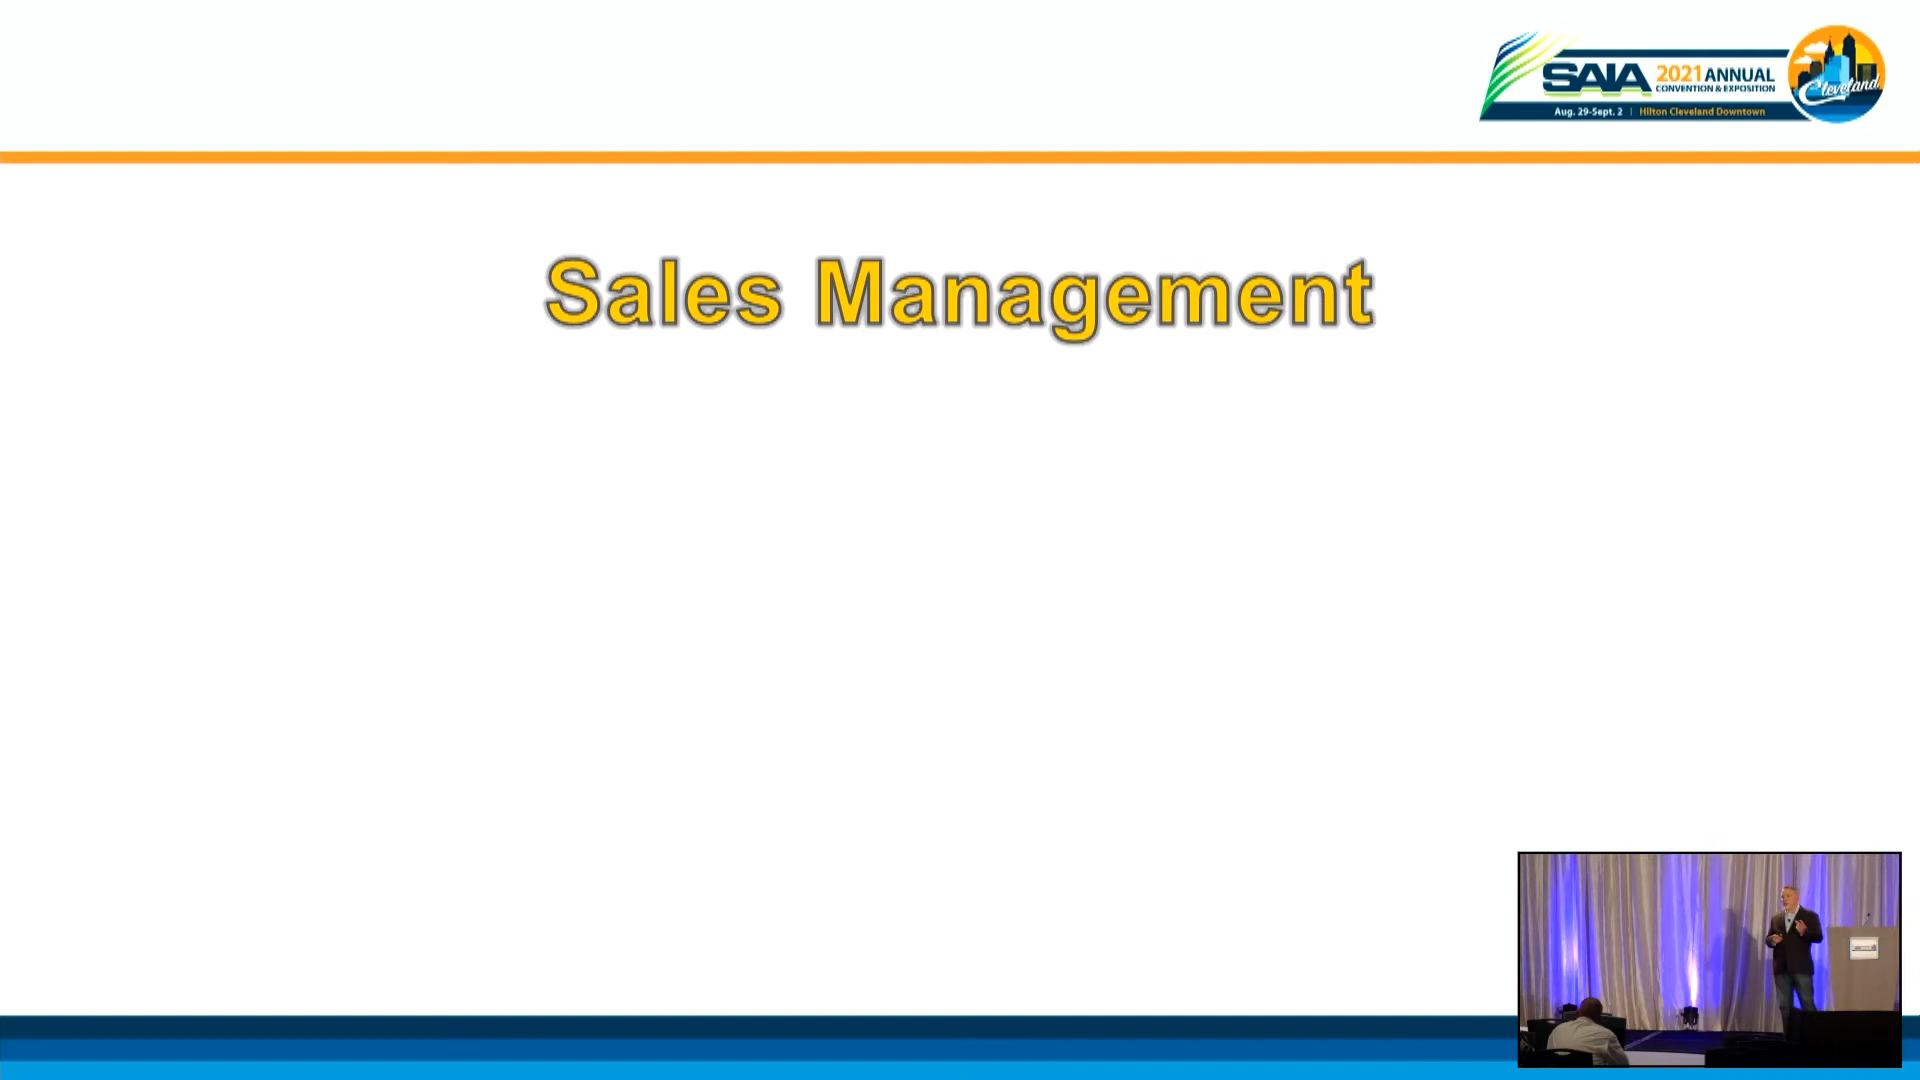 SAIA 2021 ANNUAL
CONVENTION & EXPOSITION
Cleveland
Aug. 29-Sept. 2 | Hilton Cleveland Downtown
Sales Management